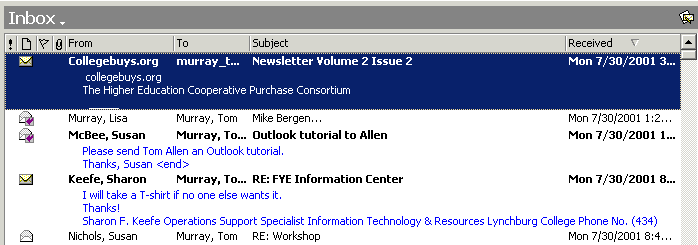 Inbox
! From To Subject Received
Collegebuys.org murray_t... Newsletter Volume 2 Issue 2 Mon 7/30/2001 3...
collegebuys.org
The Higher Education Cooperative Purchase Consortium
Murray, Lisa Murray, Tom Mike Bergen... Mon 7/30/2001 1:2...
McBee, Susan Murray, To... Outlook tutorial to Allen Mon 7/30/2001 1...
Please send Tom Allen an Outlook tutorial.
Thanks, Susan <end>
Keefe, Sharon Murray, To... RE: FYE Information Center Mon 7/30/2001 8...
I will take a T-shirt if no one else wants it.
Thanks!
Sharon F. Keefe Operations Support Specialist Information Technology & Resources Lynchburg College Phone No. (434)
Nichols, Susan Murray, Tom RE: Workshop Mon 7/30/2001 8:4...